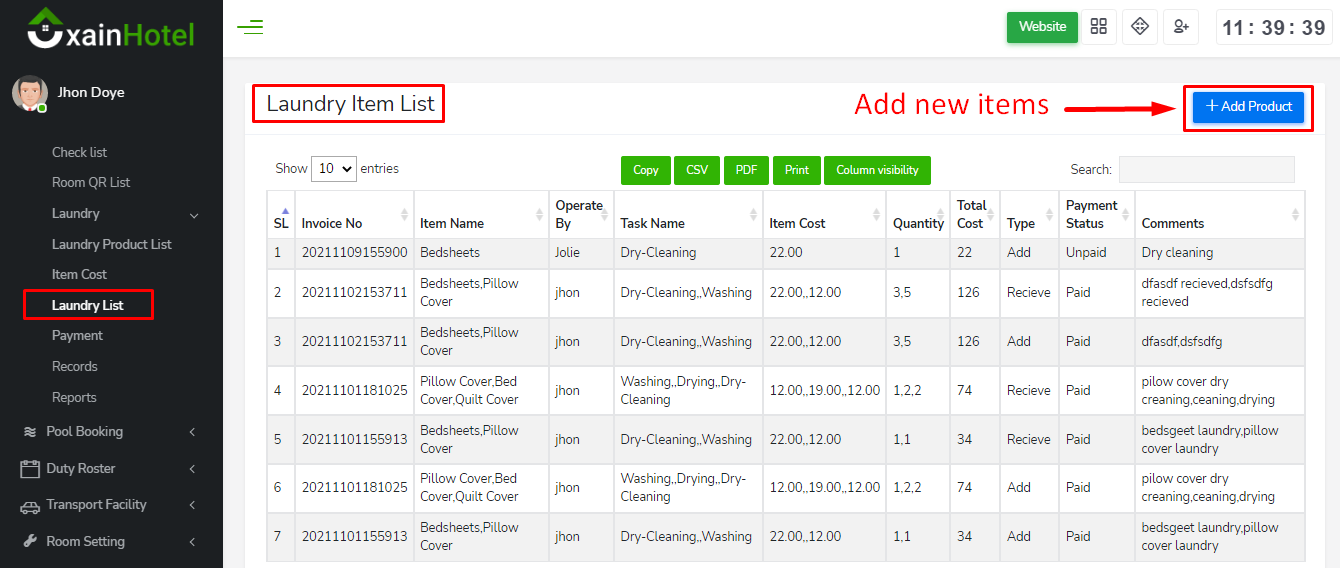 xainHotel
Website
11 : 39 : 39
Jhon Doye
Check list
Room QR List
Laundry
Laundry Product List
Item Cost
Laundry List
Payment
Records
Reports
Pool Booking
Duty Roster
Transport Facility
Room Setting
Laundry Item List
Add new items
+ Add Product
Show 10 entries
Copy CSV PDF Print Column visibility
Search:
SL Invoice No Item Name Operate By Task Name Item Cost Quantity Total Cost Type Payment Status Comments
1 20211109155900 Bedsheets Jolie Dry-Cleaning 22.00 1 22 Add Unpaid Dry cleaning
2 20211102153711 Bedsheets,Pillow Cover jhon Dry-Cleaning,,Washing 22.00,,12.00 3,5 126 Recieve Paid dfasdf recieved,dsfsdfg recieved
3 20211102153711 Bedsheets,Pillow Cover jhon Dry-Cleaning,,Washing 22.00,,12.00 3,5 126 Add Paid dfasdf,dsfsdfg
4 20211101181025 Pillow Cover,Bed Cover,Quilt Cover jhon Washing,,Drying,,Dry-Cleaning 12.00,,19.00,,12.00 1,2,2 74 Recieve Paid pilow cover dry creaning,ceaning,drying
5 20211101155913 Bedsheets,Pillow Cover jhon Dry-Cleaning,,Washing 22.00,,12.00 1,1 34 Recieve Paid bedsgeet laundry,pillow cover laundry
6 20211101181025 Pillow Cover,Bed Cover,Quilt Cover jhon Washing,,Drying,,Dry-Cleaning 12.00,,19.00,,12.00 1,2,2 74 Add Paid pilow cover dry creaning,ceaning,drying
7 20211101155913 Bedsheets,Pillow Cover jhon Dry-Cleaning,,Washing 22.00,,12.00 1,1 34 Add Paid bedsgeet laundry,pillow cover laundry